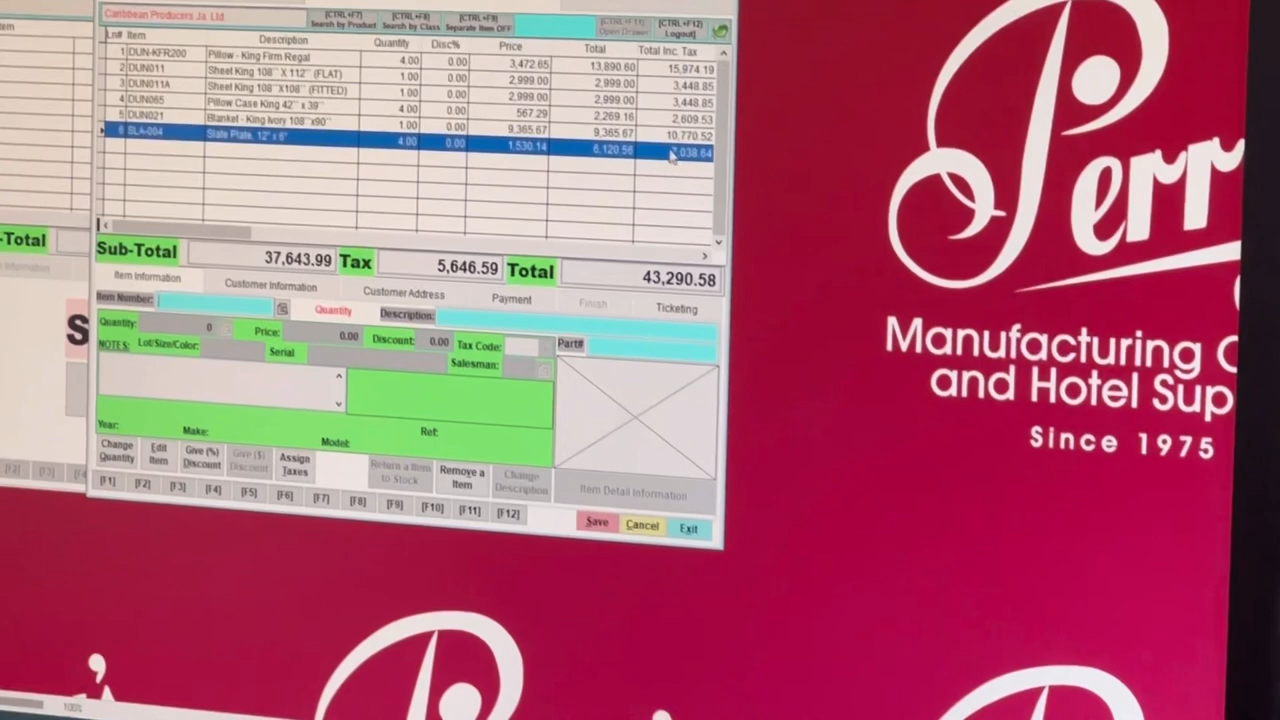 Caribbean Producers Ja. Ltd.
[CTRL+F7] Search by Product
[CTRL+F8] Search by Class
[CTRL+F9] Separate Item OFF
[CTRL+F11] Open Drawer
[CTRL+F12] Logout]
Ln# Item Description Quantity Disc% Price Total Total Inc. Tax
1 DUN-KFR200 Pillow - King Firm Regal 4.00 0.00 3,472.65 13,890.60 15,974.19
2 DUN011 Sheet King 108" X 112" (FLAT) 1.00 0.00 2,999.00 2,999.00 3,448.85
3 DUN011A Sheet King 108" X108" (FITTED) 1.00 0.00 2,999.00 2,999.00 3,448.85
4 DUN065 Pillow Case King 42" x 39" 4.00 0.00 567.29 2,269.16 2,609.53
5 DUN021 Blanket - King Ivory 108"x90" 1.00 0.00 9,365.67 9,365.67 10,770.52
6 SLA-004 Slate Plate. 12" x 6" 4.00 0.00 1,530.14 6,120.56 7,038.64
-Total
Sub-Total 37,643.99 Tax 5,646.59 Total 43,290.58
Item Information Customer Information Customer Address Payment Finish Ticketing
Item Number: Quantity Description:
Quantity: 0 Price: 0.00 Discount: 0.00 Tax Code: Part#
NOTES: Lot/Size/Color: Serial Salesman:
Year: Make: Model: Ref:
Change Quantity
Edit Item
Give (%) Discount
Give ($) Discount
Assign Taxes
Return a Item to Stock
Remove a Item
Change Description
Item Detail Information
[F1] [F2] [F3] [F4] [F5] [F6] [F7] [F8] [F9] [F10] [F11] [F12]
Save Cancel Exit
[F2] [F3]
100%
Perr
Manufacturing
and Hotel Sup
Since 1975